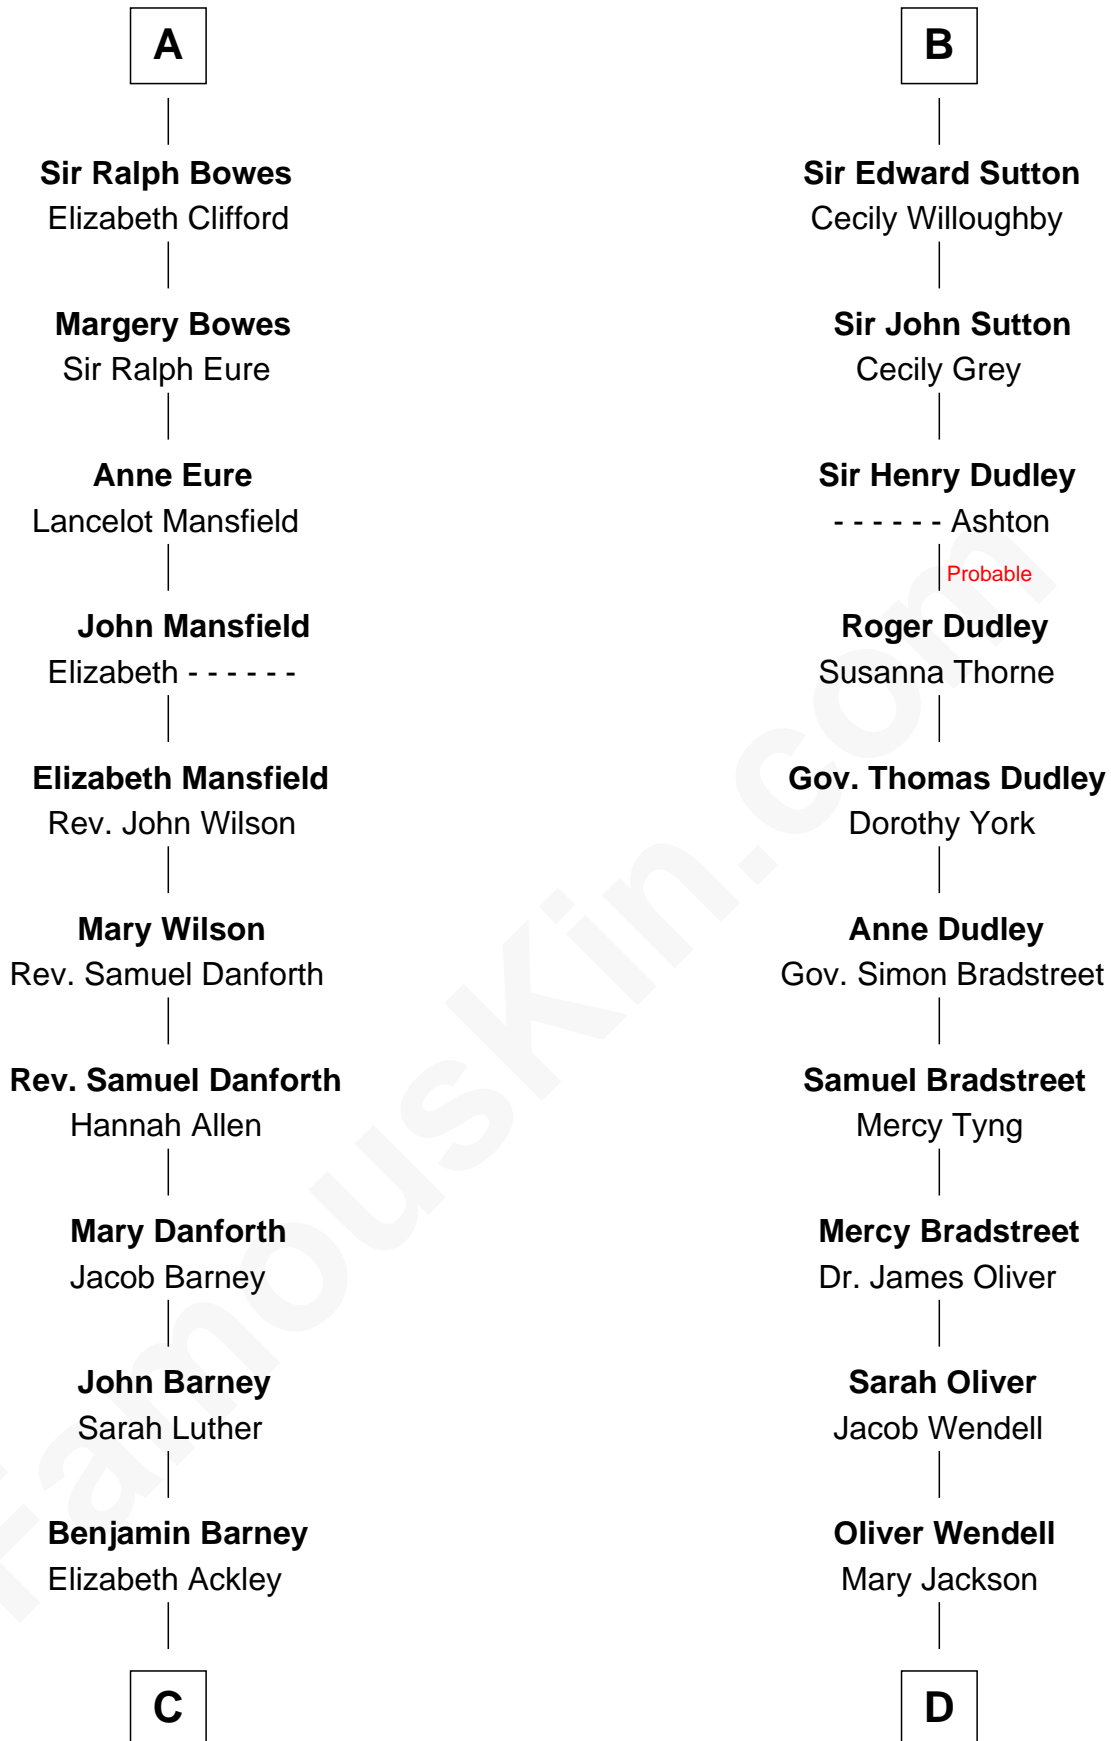 A
Sir Ralph Bowes
Elizabeth Clifford
Margery Bowes
Sir Ralph Eure
Anne Eure
Lancelot Mansfield
John Mansfield
Elizabeth - - - - - -
Elizabeth Mansfield
Rev. John Wilson
Mary Wilson
Rev. Samuel Danforth
Rev. Samuel Danforth
Hannah Allen
Mary Danforth
Jacob Barney
John Barney
Sarah Luther
Benjamin Barney
Elizabeth Ackley
C
B
Sir Edward Sutton
Cecily Willoughby
Sir John Sutton
Cecily Grey
Sir Henry Dudley
- - - - - - Ashton
Probable
Roger Dudley
Susanna Thorne
Gov. Thomas Dudley
Dorothy York
Anne Dudley
Gov. Simon Bradstreet
Samuel Bradstreet
Mercy Tyng
Mercy Bradstreet
Dr. James Oliver
Sarah Oliver
Jacob Wendell
Oliver Wendell
Mary Jackson
D
FamousKin.com